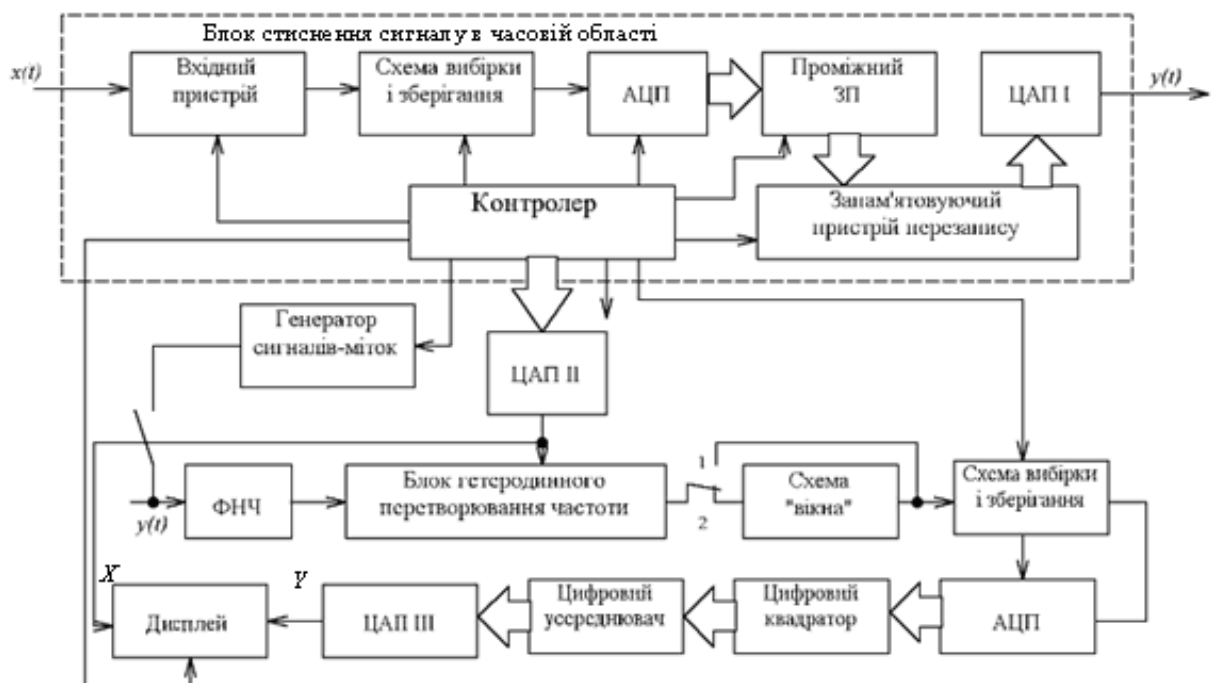 Блок стиснення сигналу в часовій області
x(t)
Вхідний
пристрій
Схема вибірки
і зберігання
АЦП
Проміжний
ЗП
ЦАП I
y(t)
Контролер
Запам'ятовуючий
пристрій перезапису
Генератор
сигналів-міток
ЦАП II
y(t)
ФНЧ
Блок гетеродинного
перетворювання частоти
1
2
Схема
"вікна"
Схема вибірки
і зберігання
X
Дисплей
Y
ЦАП III
Цифровий
усереднювач
Цифровий
квадратор
АЦП